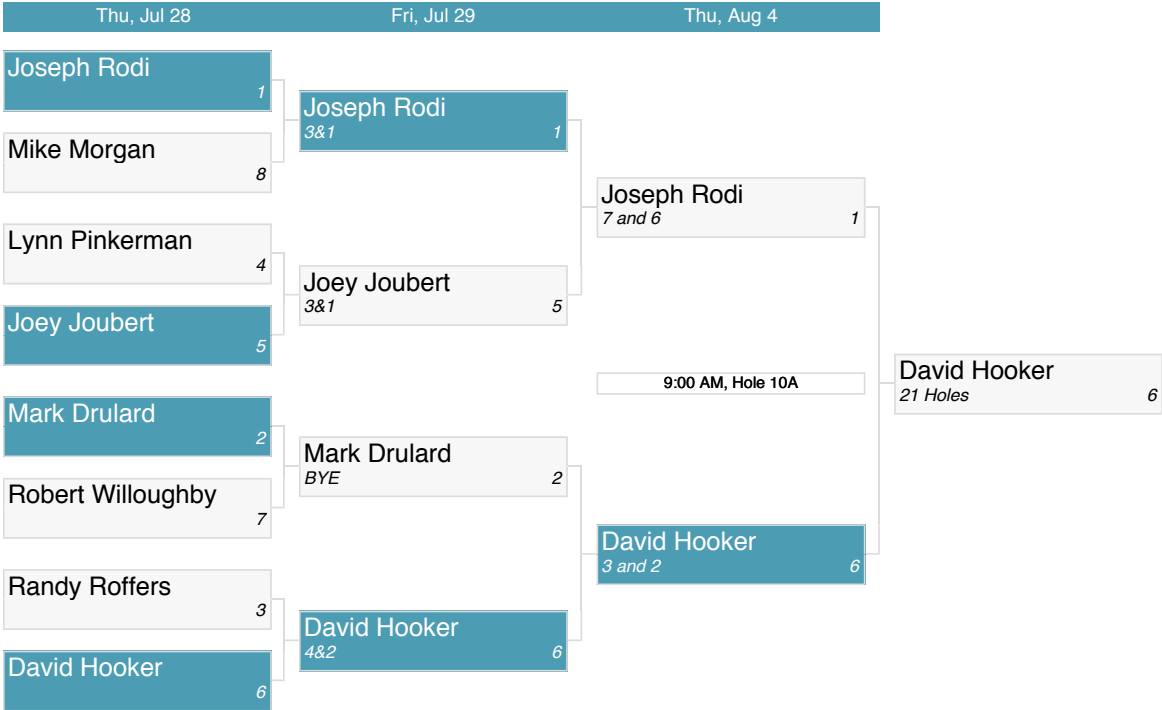 Thu, Jul 28
Fri, Jul 29
Thu, Aug 4
Joseph Rodi
1
Mike Morgan
8
Lynn Pinkerman
4
Joey Joubert
5
Mark Drulard
2
Robert Willoughby
7
Randy Roffers
3
David Hooker
6
Joseph Rodi
3&1 1
Joey Joubert
3&1 5
Mark Drulard
BYE 2
David Hooker
4&2 6
Joseph Rodi
7 and 6 1
9:00 AM, Hole 10A
David Hooker
3 and 2 6
David Hooker
21 Holes 6